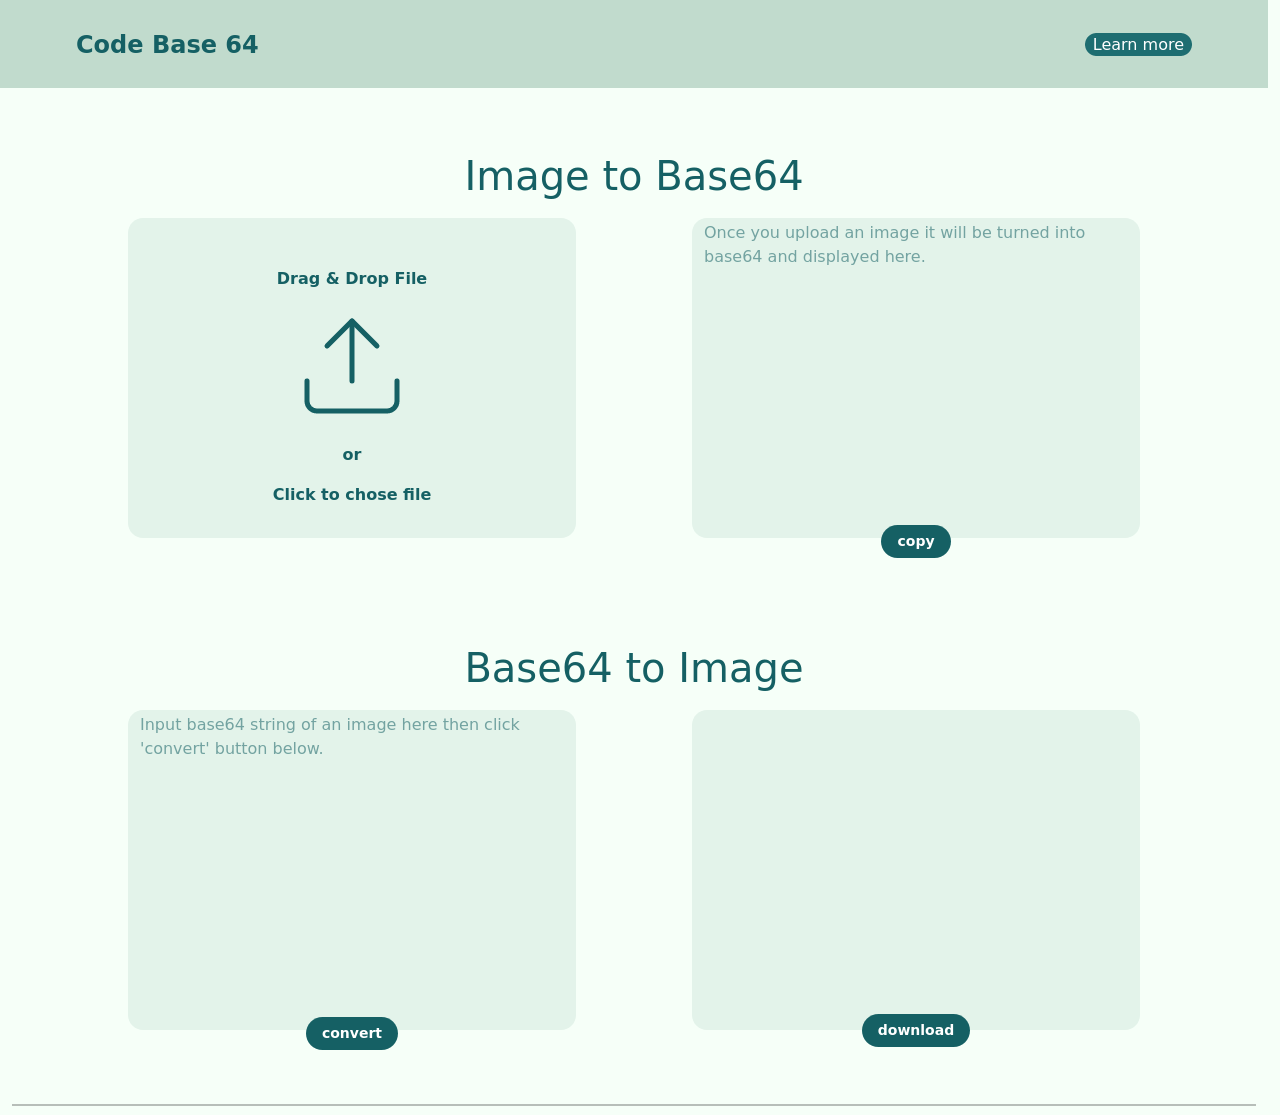 Code Base 64
Learn more
Image to Base64
Drag & Drop File
or
Click to chose file
Once you upload an image it will be turned into
base64 and displayed here.
copy
Base64 to Image
Input base64 string of an image here then click
'convert' button below.
convert
download